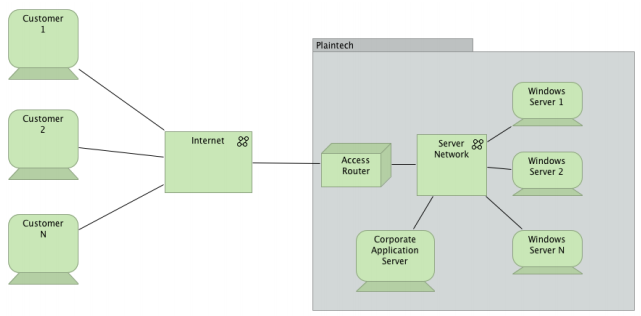 Customer
1
Plaintech
Windows
Server 1
Customer
2
Internet
Server
Network
Access
Router
Windows
Server 2
Customer
N
Corporate
Application
Server
Windows
Server N